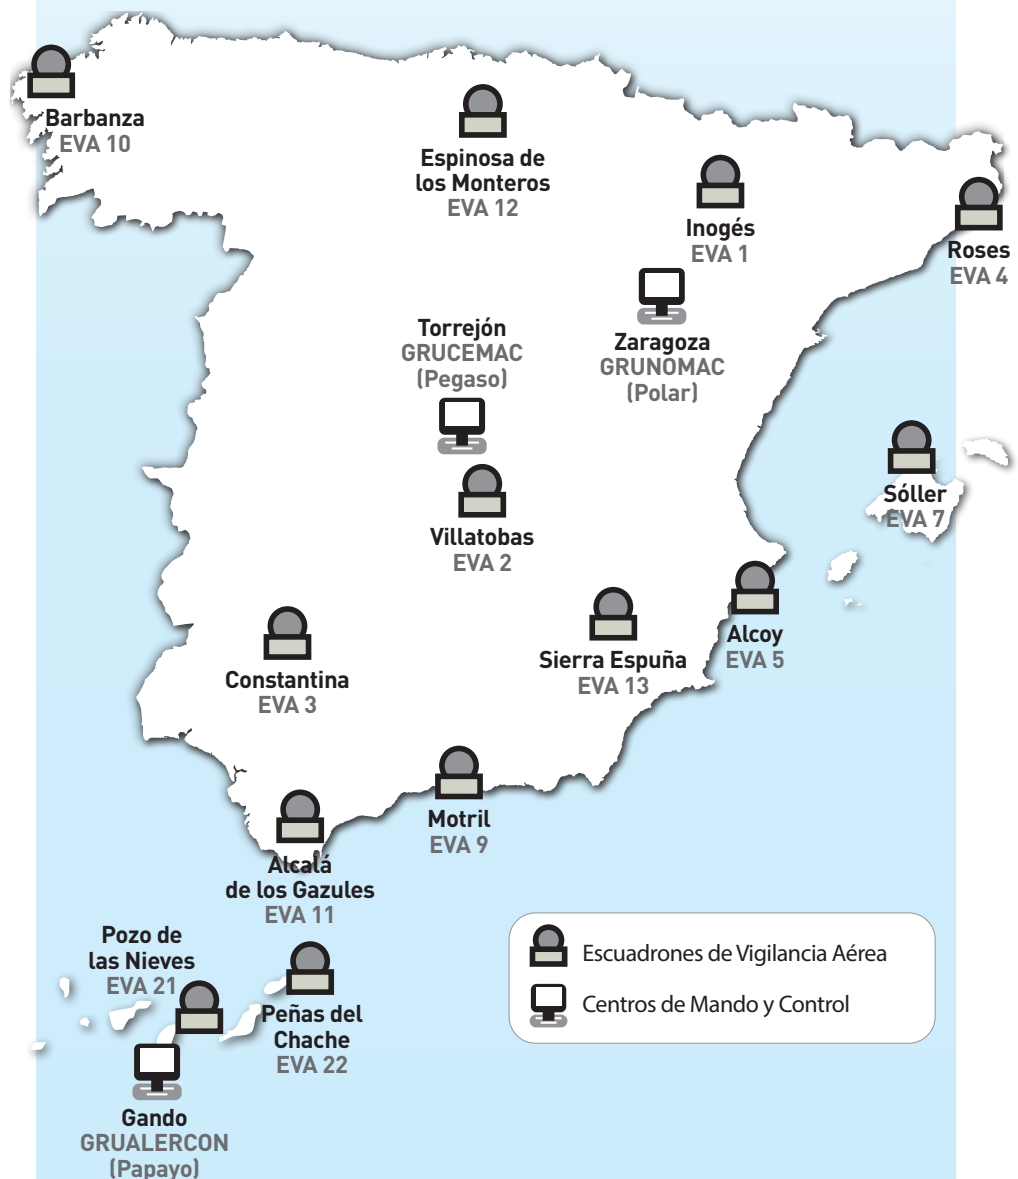 Barbanza
EVA 10
Espinosa de
los Monteros
EVA 12
Inogés
EVA 1
Roses
EVA 4
Torrejón
GRUCEMAC
(Pegaso)
Zaragoza
GRUNOMAC
(Polar)
Sóller
EVA 7
Villatobas
EVA 2
Alcoy
EVA 5
Sierra Espuña
EVA 13
Constantina
EVA 3
Motril
EVA 9
Alcalá
de los Gazules
EVA 11
Pozo de
las Nieves
EVA 21
Peñas del
Chache
EVA 22
Gando
GRUALERCON
(Papayo)
Escuadrones de Vigilancia Aérea
Centros de Mando y Control